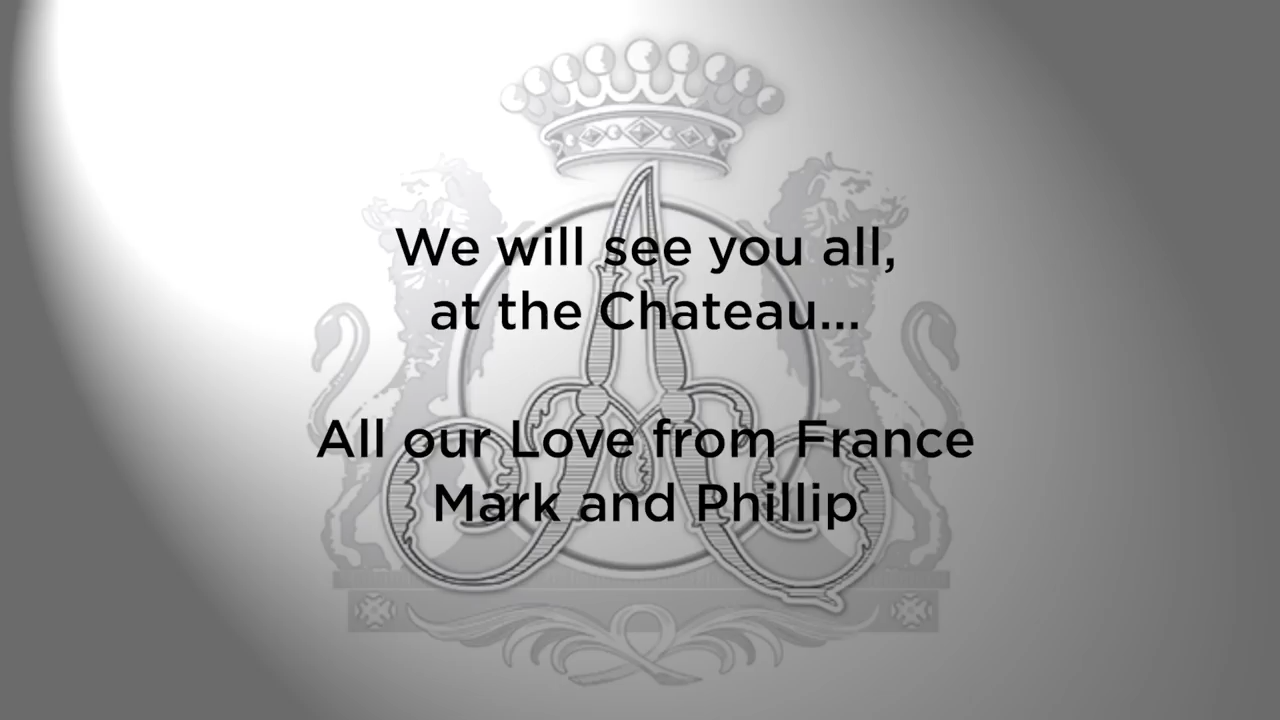 We will see you all,
at the Chateau...
All our Love from France
Mark and Phillip